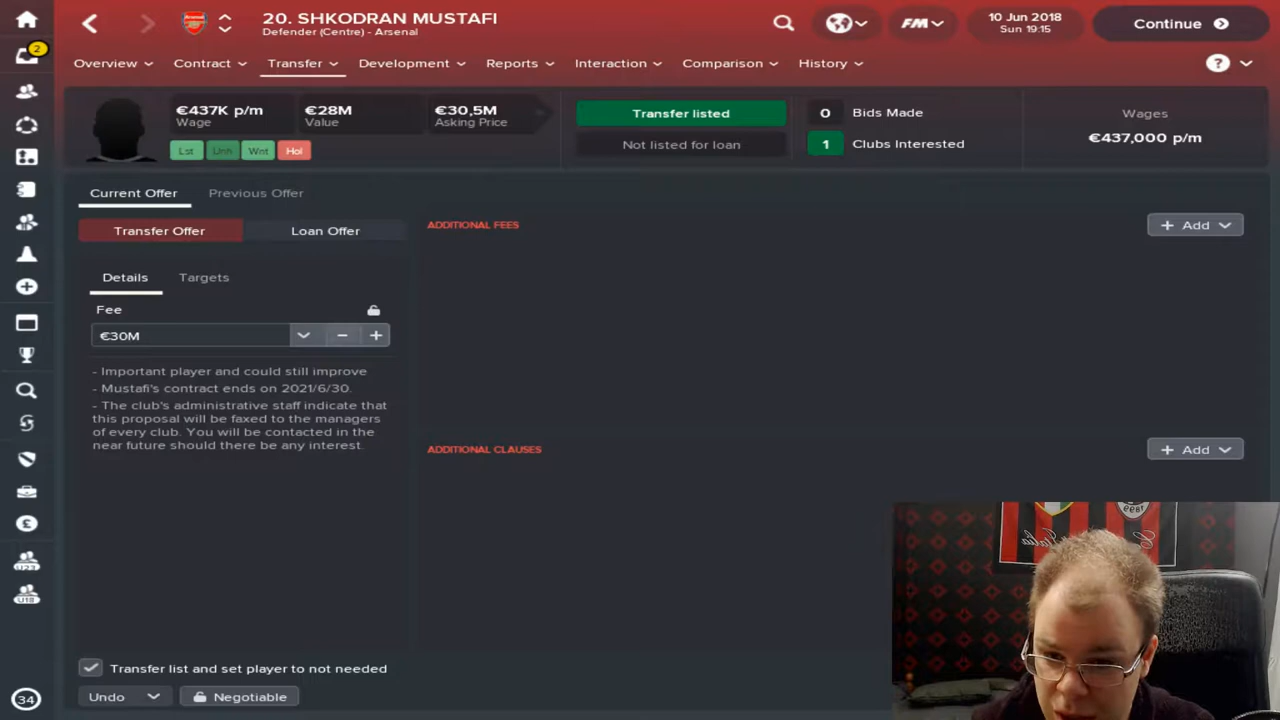 20. SHKODRAN MUSTAFI
Defender (Centre) - Arsenal
FM
10 Jun 2018
Sun 19:15
Continue
2
Overview
Contract
Transfer
Development
Reports
Interaction
Comparison
History
?
€437K p/m
Wage
€28M
Value
€30,5M
Asking Price
Lst
Unh
Wnt
Hol
Transfer listed
Not listed for loan
0 Bids Made
1 Clubs Interested
Wages
€437,000 p/m
Current Offer
Previous Offer
Transfer Offer
Loan Offer
ADDITIONAL FEES
+ Add
Details
Targets
Fee
€30M
- Important player and could still improve
- Mustafi's contract ends on 2021/6/30.
- The club's administrative staff indicate that
this proposal will be faxed to the managers
of every club. You will be contacted in the
near future should there be any interest.
ADDITIONAL CLAUSES
+ Add
Transfer list and set player to not needed
Undo
Negotiable
£
U23
U18
34